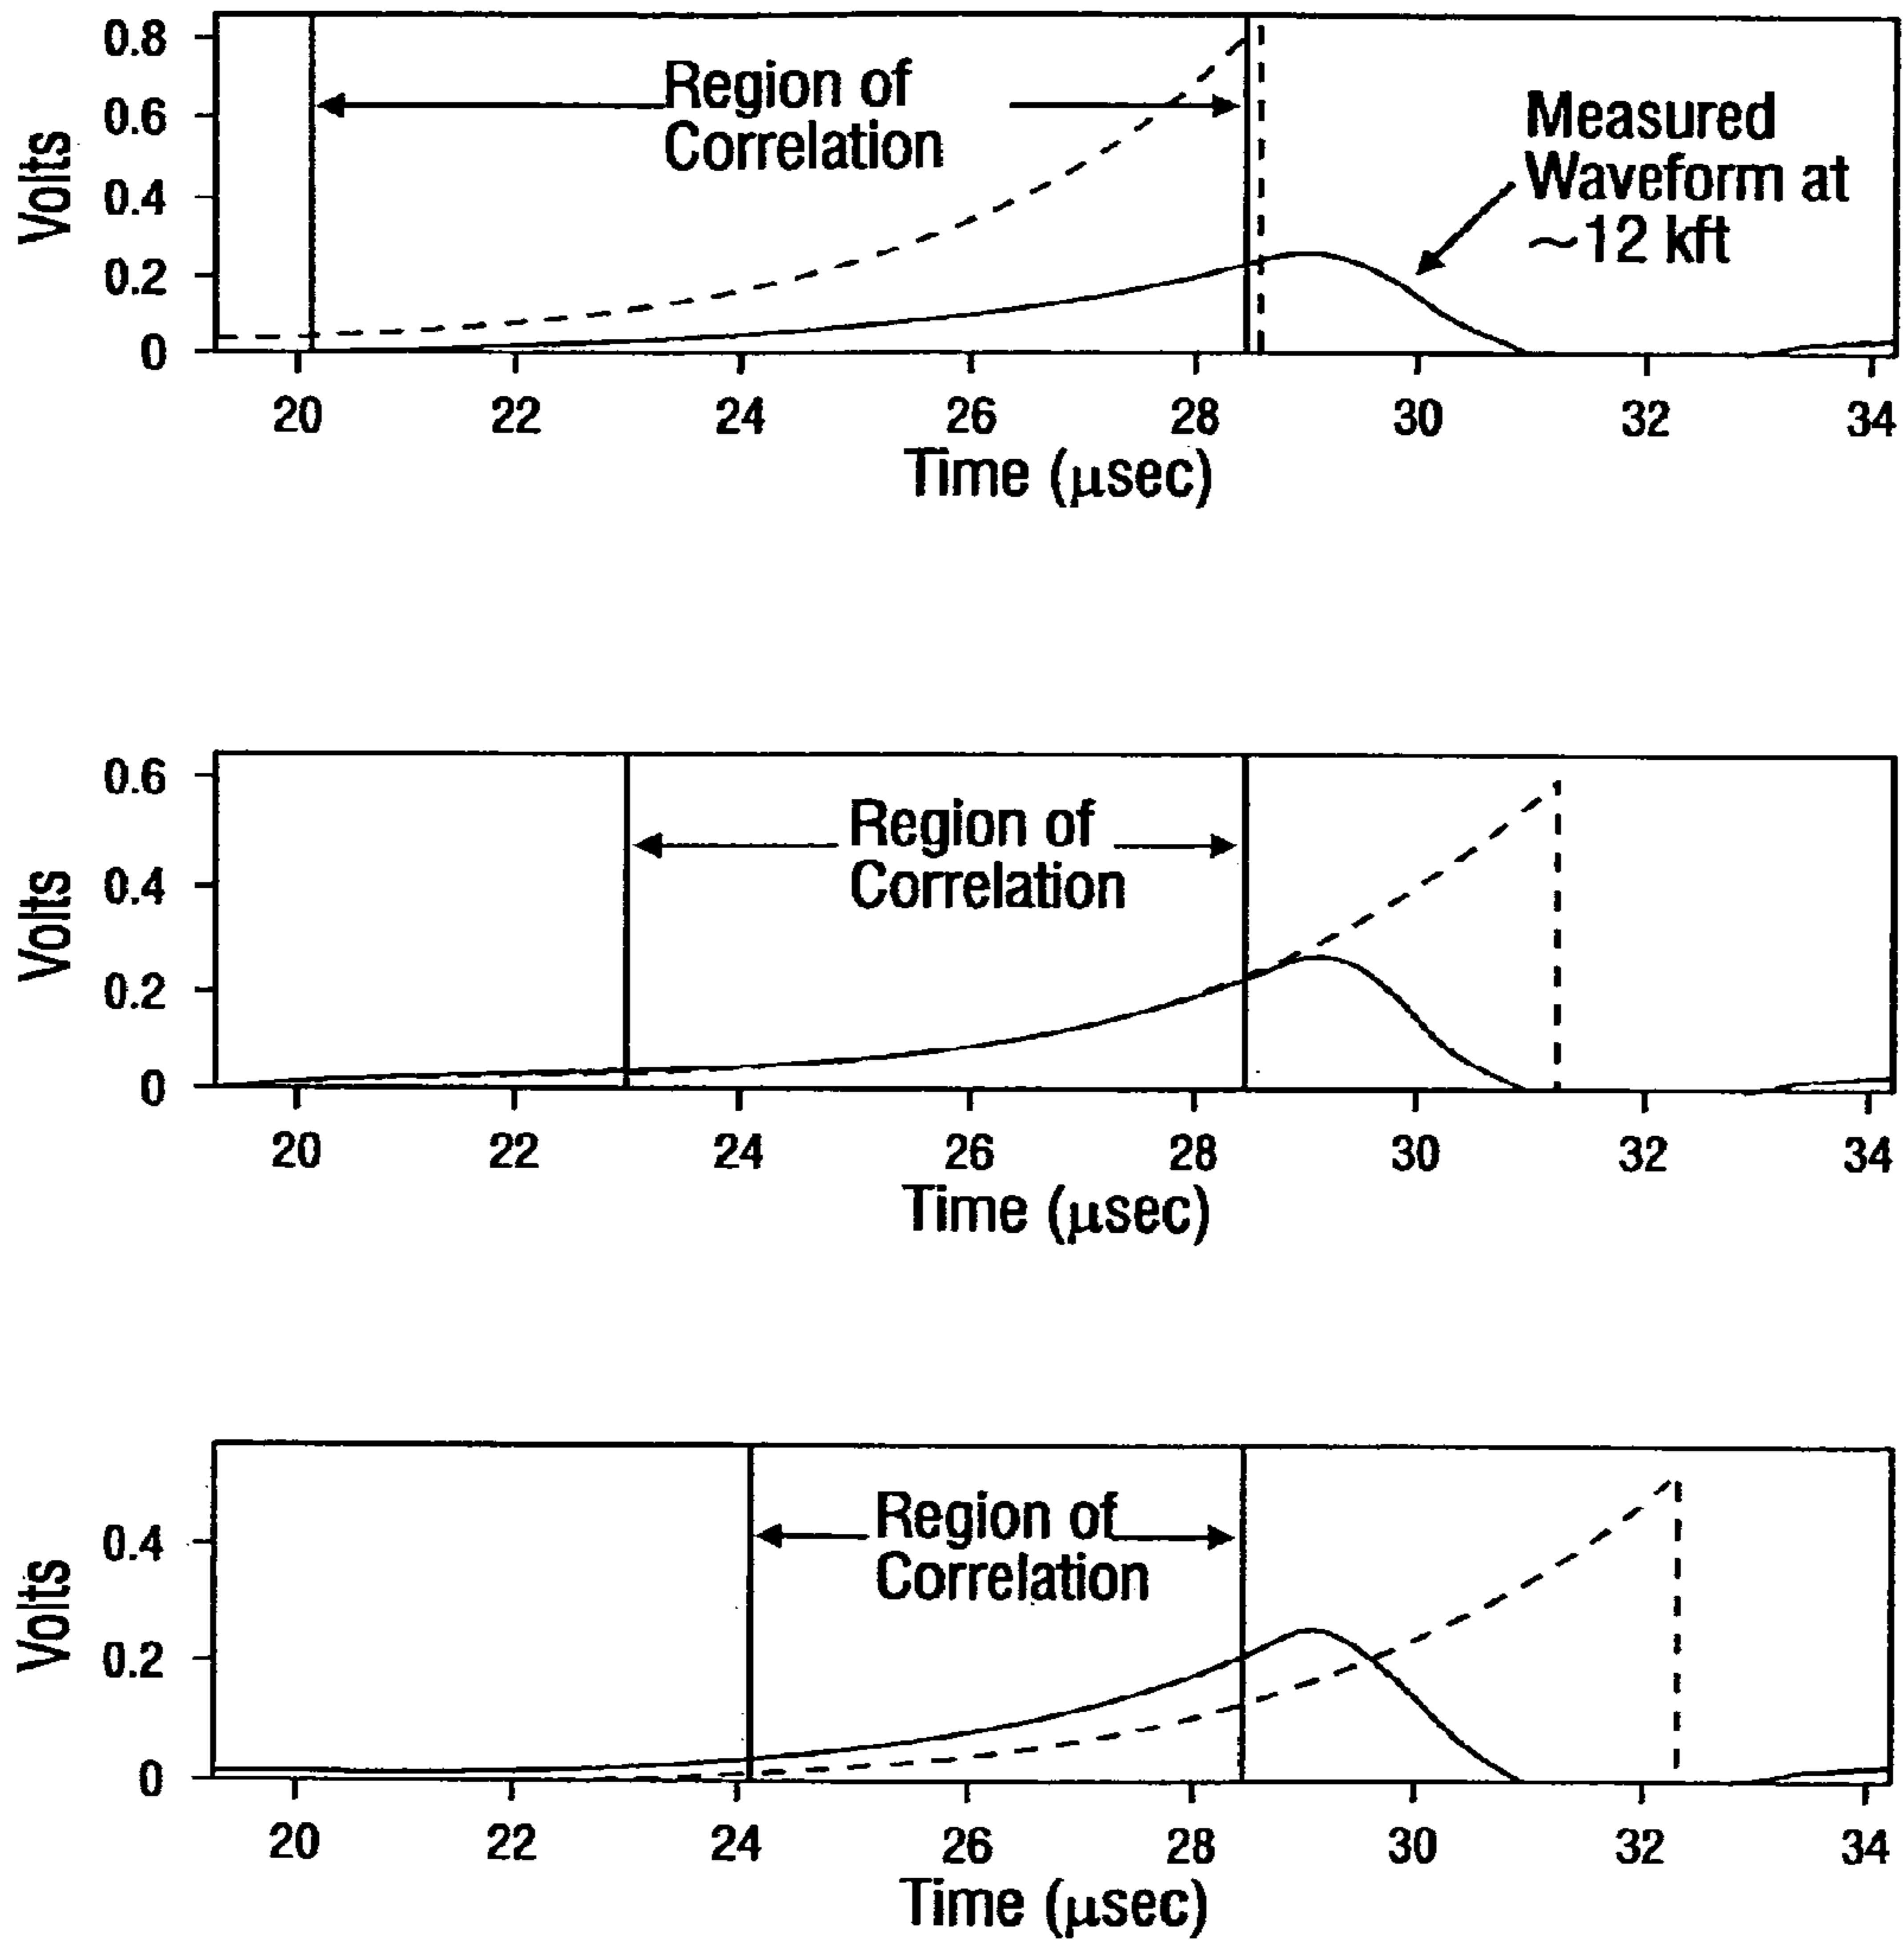 0.8
0.6
0.4
0.2
0
Volts
Region of
Correlation
Measured
Waveform at
~12 kft
20 22 24 26 28 30 32 34
Time (μsec)
0.6
0.4
0.2
0
Volts
Region of
Correlation
20 22 24 26 28 30 32 34
Time (μsec)
0.4
0.2
0
Volts
Region of
Correlation
20 22 24 26 28 30 32 34
Time (μsec)